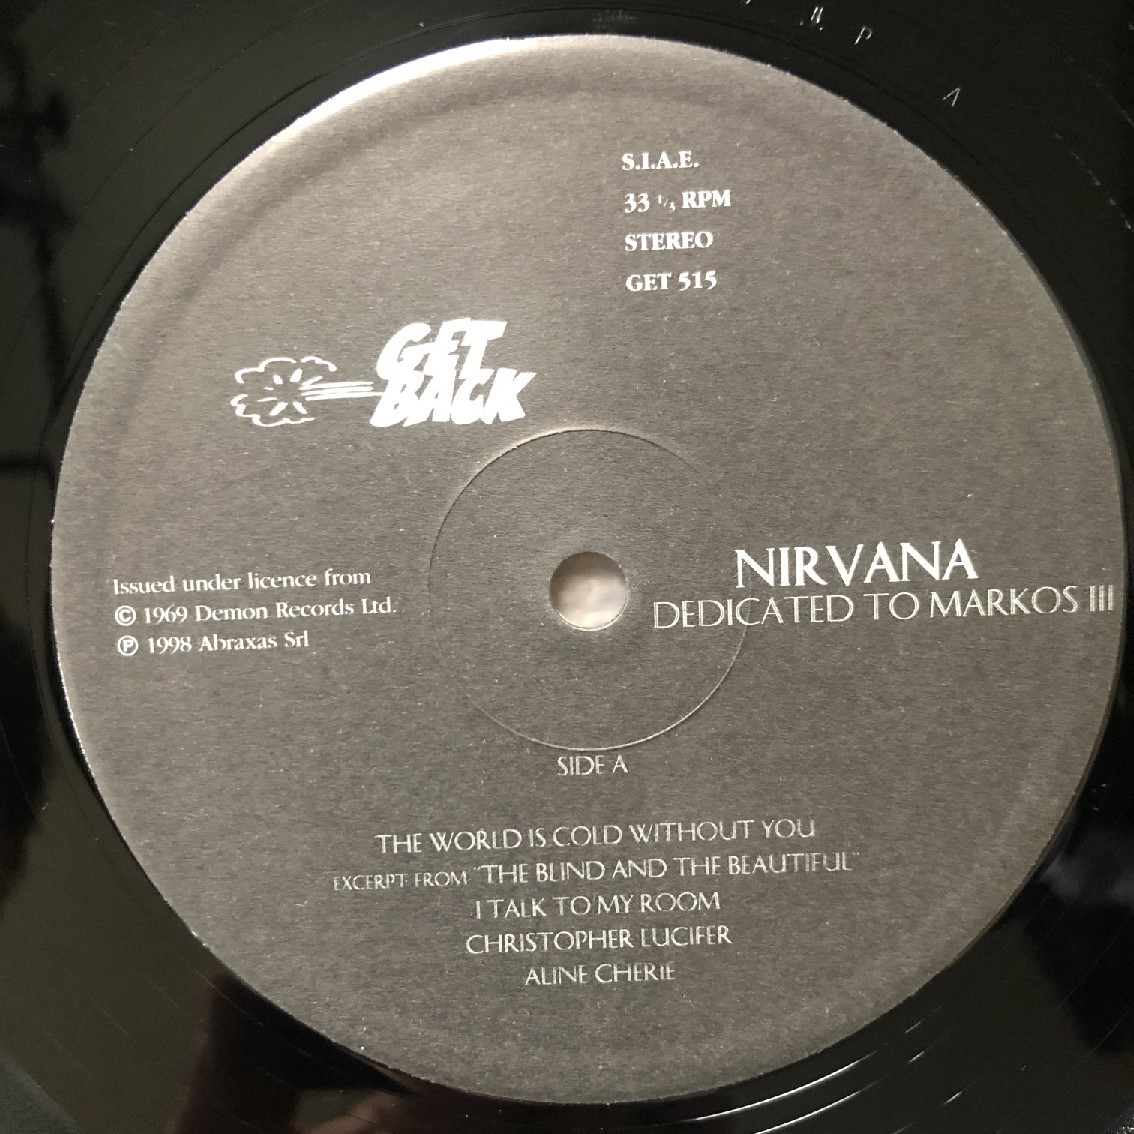 S.I.A.E.
33 1/3 RPM
STEREO
GET 515
GET
BACK
Issued under licence from
© 1969 Demon Records Ltd.
℗ 1998 Abraxas Srl
NIRVANA
DEDICATED TO MARKOS III
SIDE A
THE WORLD IS COLD WITHOUT YOU
EXCERPT FROM "THE BLIND AND THE BEAUTIFUL"
I TALK TO MY ROOM
CHRISTOPHER LUCIFER
ALINE CHERIE